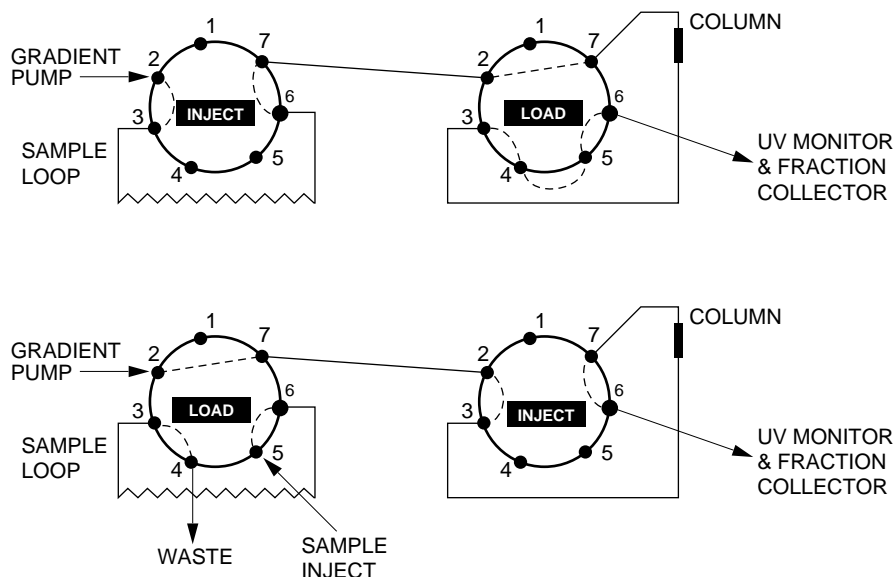 1
7
2
6
3
5
4
GRADIENT
PUMP
INJECT
SAMPLE
LOOP
1
7
2
6
3
5
4
LOAD
COLUMN
UV MONITOR
& FRACTION
COLLECTOR
1
7
2
6
3
5
4
GRADIENT
PUMP
LOAD
SAMPLE
LOOP
WASTE
SAMPLE
INJECT
1
7
2
6
3
5
4
INJECT
COLUMN
UV MONITOR
& FRACTION
COLLECTOR